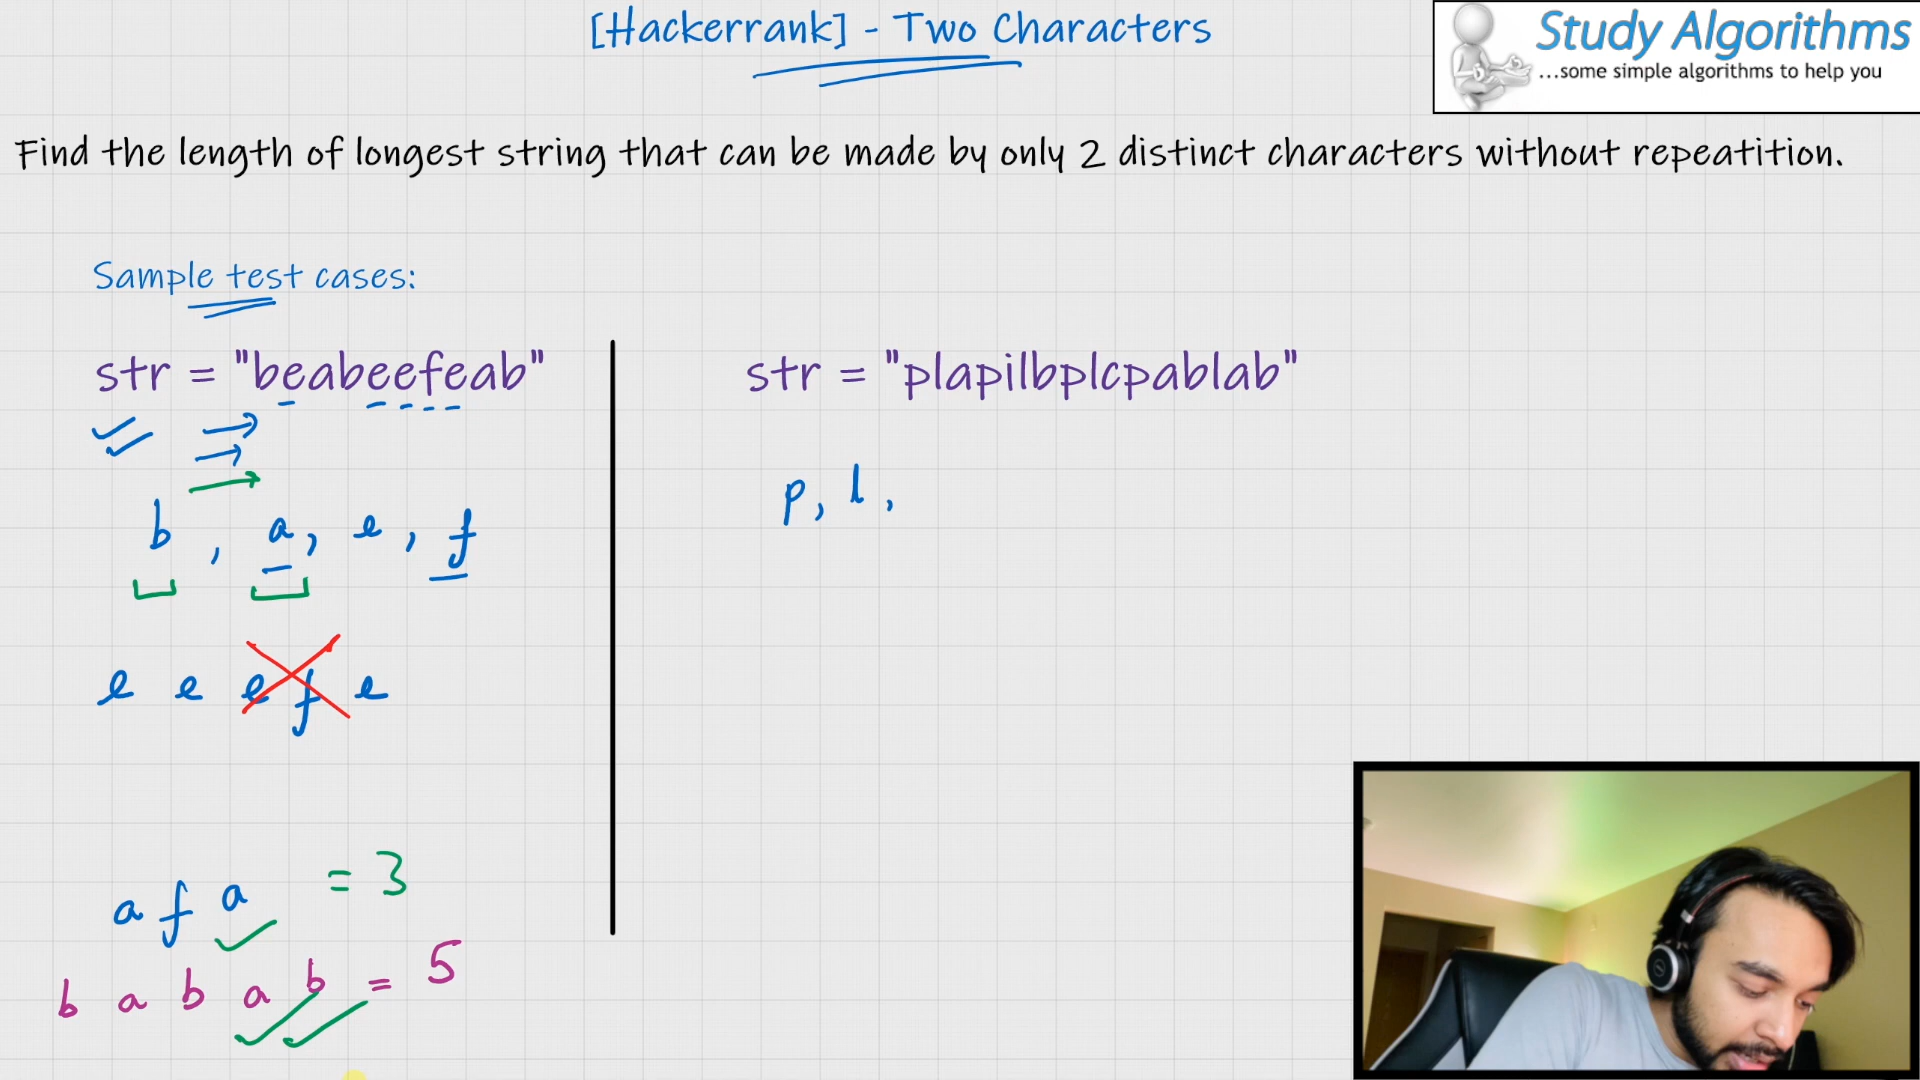 [Hackerrank] - Two Characters
Study Algorithms
...some simple algorithms to help you
Find the length of longest string that can be made by only 2 distinct characters without repeatition.
Sample test cases:
str = "beabeefeab"
str = "plapilbplcpablab"
p, l,
b, a, e, f
e e e f e
a f a = 3
b a b a b = 5